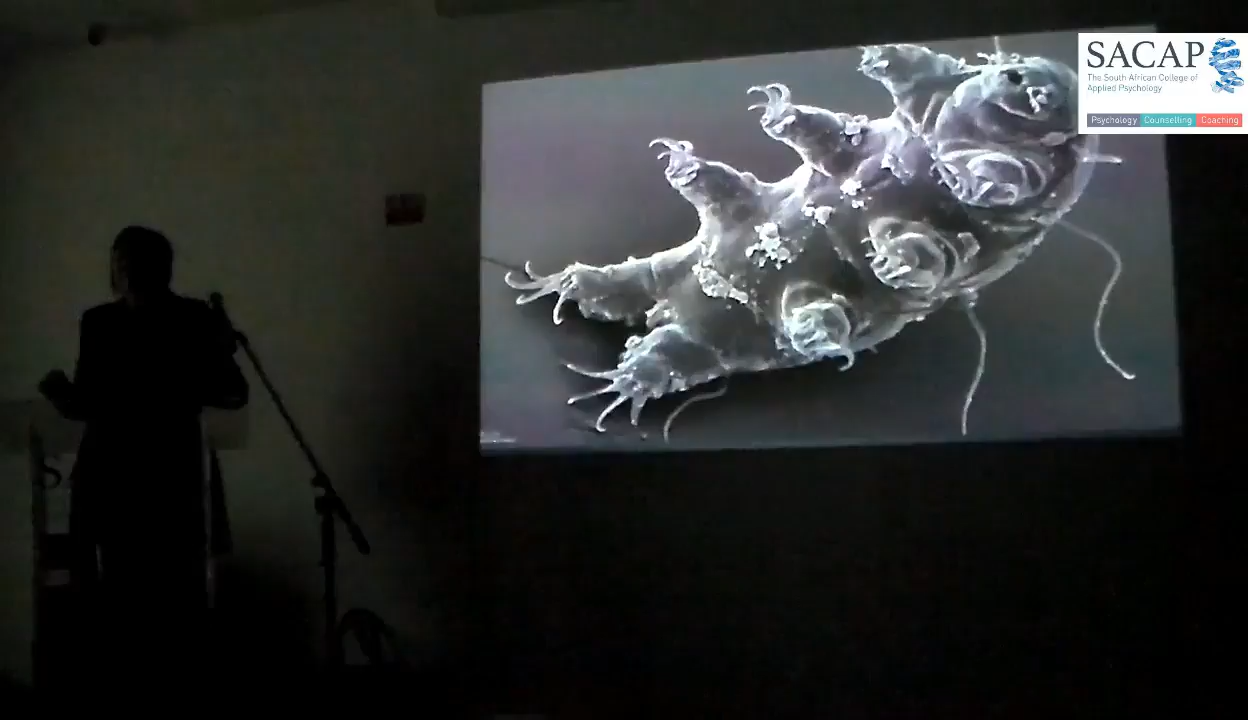 SACAP
The South African College of
Applied Psychology
Psychology Counselling Coaching